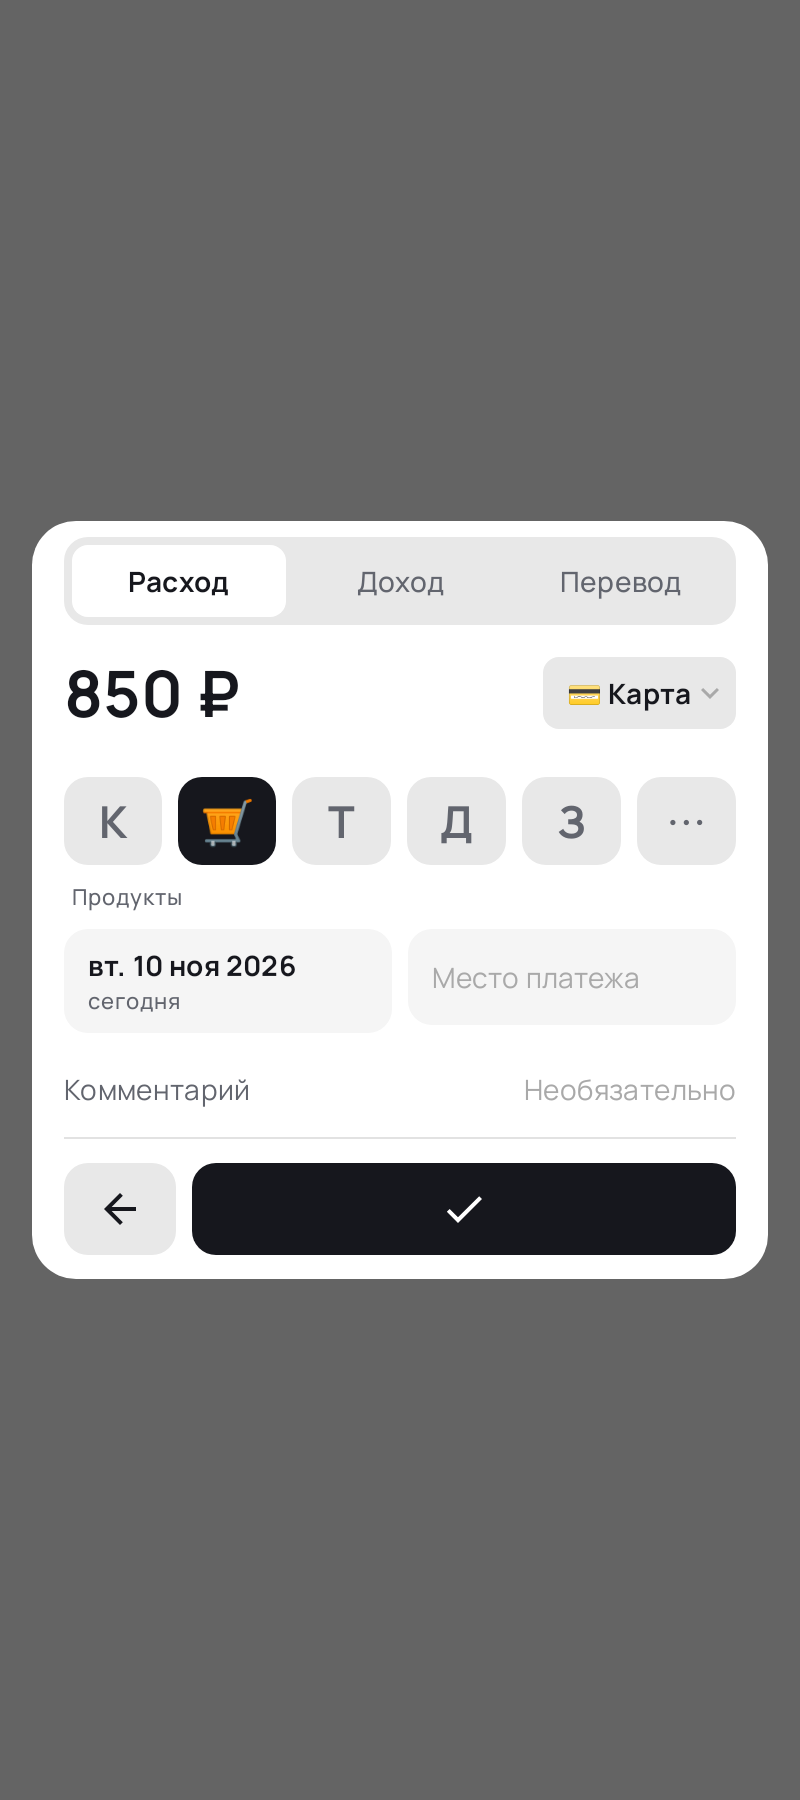 Расход Доход Перевод
850 ₽ Карта
К Т Д З ...
Продукты
вт. 10 ноя 2026
сегодня
Место платежа
Комментарий Необязательно